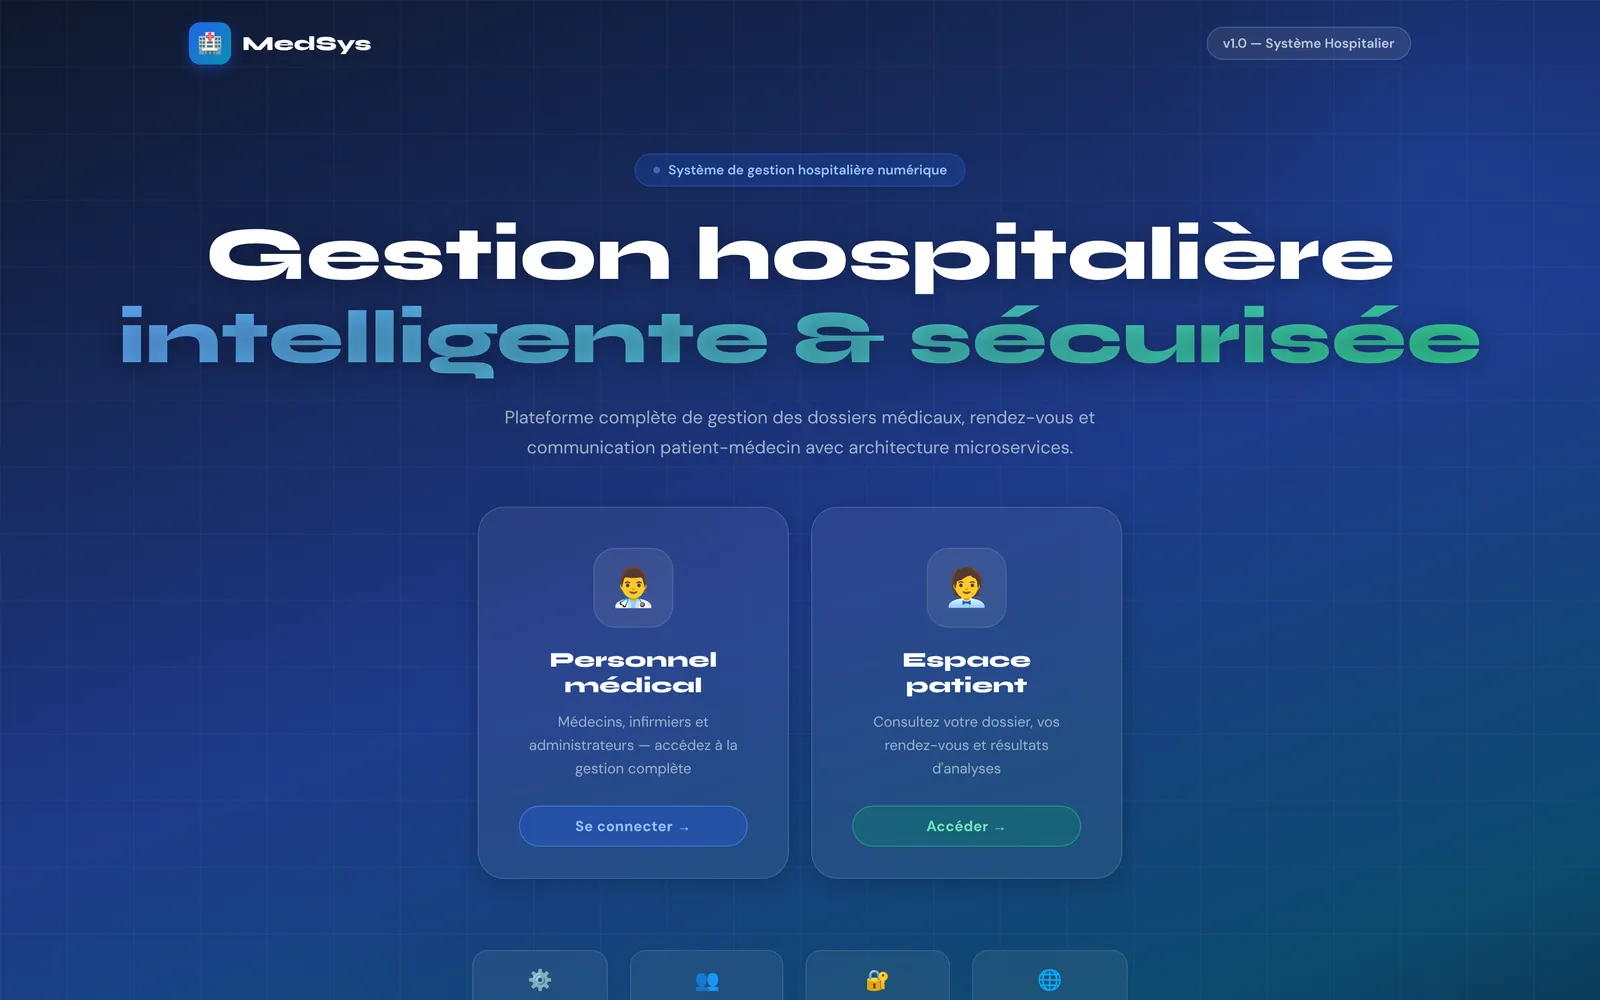 MedSys
v1.0 — Système Hospitalier
Système de gestion hospitalière numérique
Gestion hospitalière
intelligente & sécurisée
Plateforme complète de gestion des dossiers médicaux, rendez-vous et
communication patient-médecin avec architecture microservices.
Personnel
médical
Médecins, infirmiers et
administrateurs — accédez à la
gestion complète
Se connecter →
Espace
patient
Consultez votre dossier, vos
rendez-vous et résultats
d'analyses
Accéder →